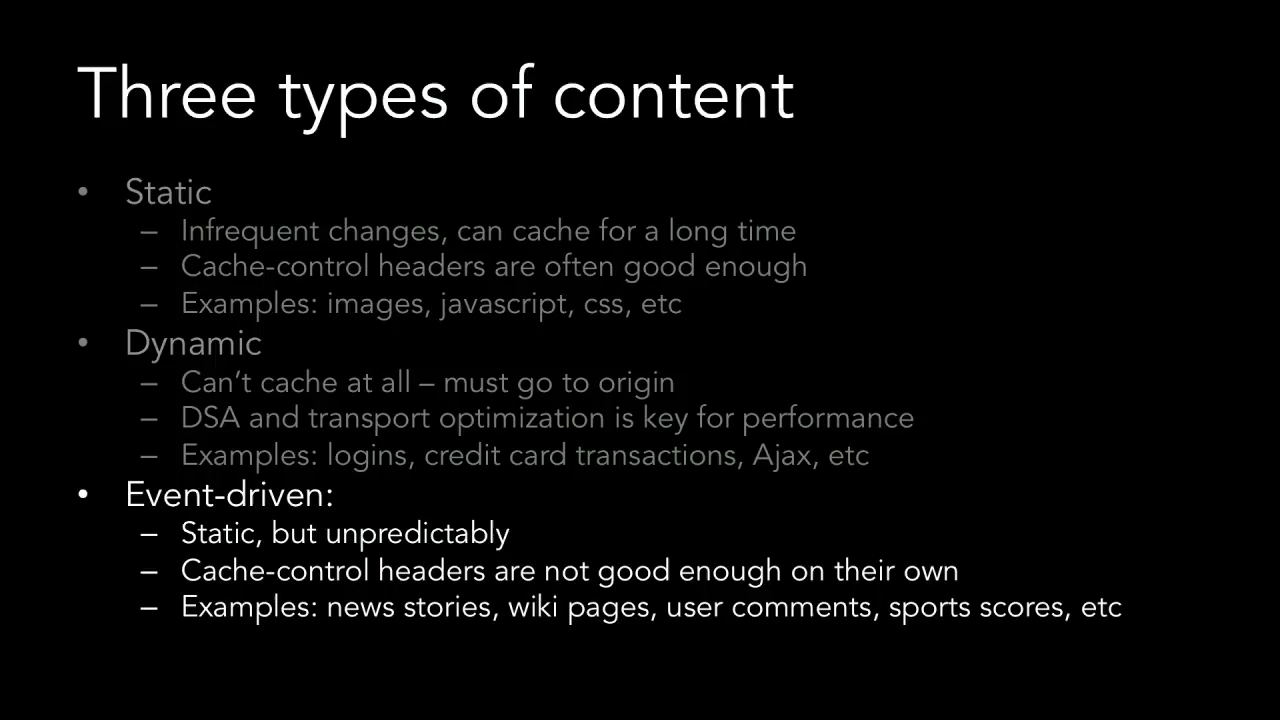 Three types of content
• Static
– Infrequent changes, can cache for a long time
– Cache-control headers are often good enough
– Examples: images, javascript, css, etc
• Dynamic
– Can’t cache at all – must go to origin
– DSA and transport optimization is key for performance
– Examples: logins, credit card transactions, Ajax, etc
• Event-driven:
– Static, but unpredictably
– Cache-control headers are not good enough on their own
– Examples: news stories, wiki pages, user comments, sports scores, etc